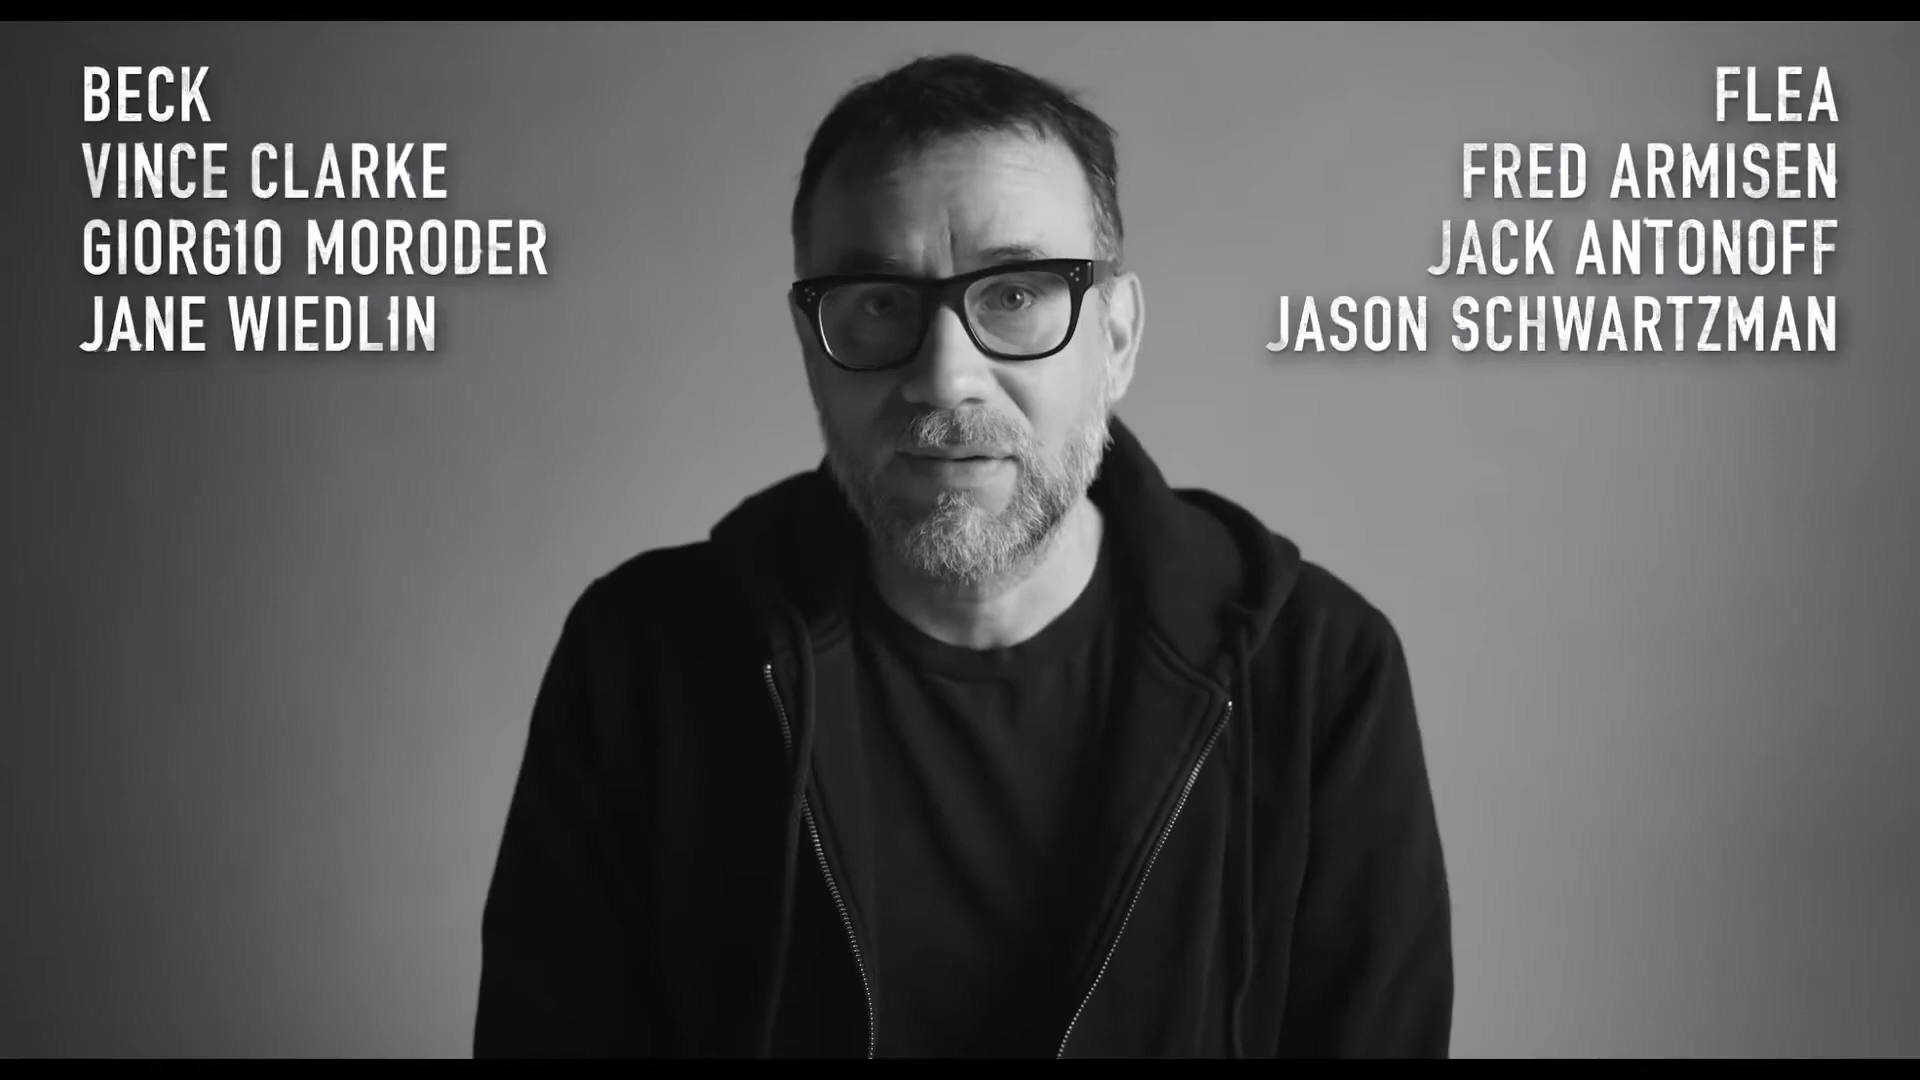 BECK
VINCE CLARKE
GIORGIO MORODER
JANE WIEDLIN
FLEA
FRED ARMISEN
JACK ANTONOFF
JASON SCHWARTZMAN